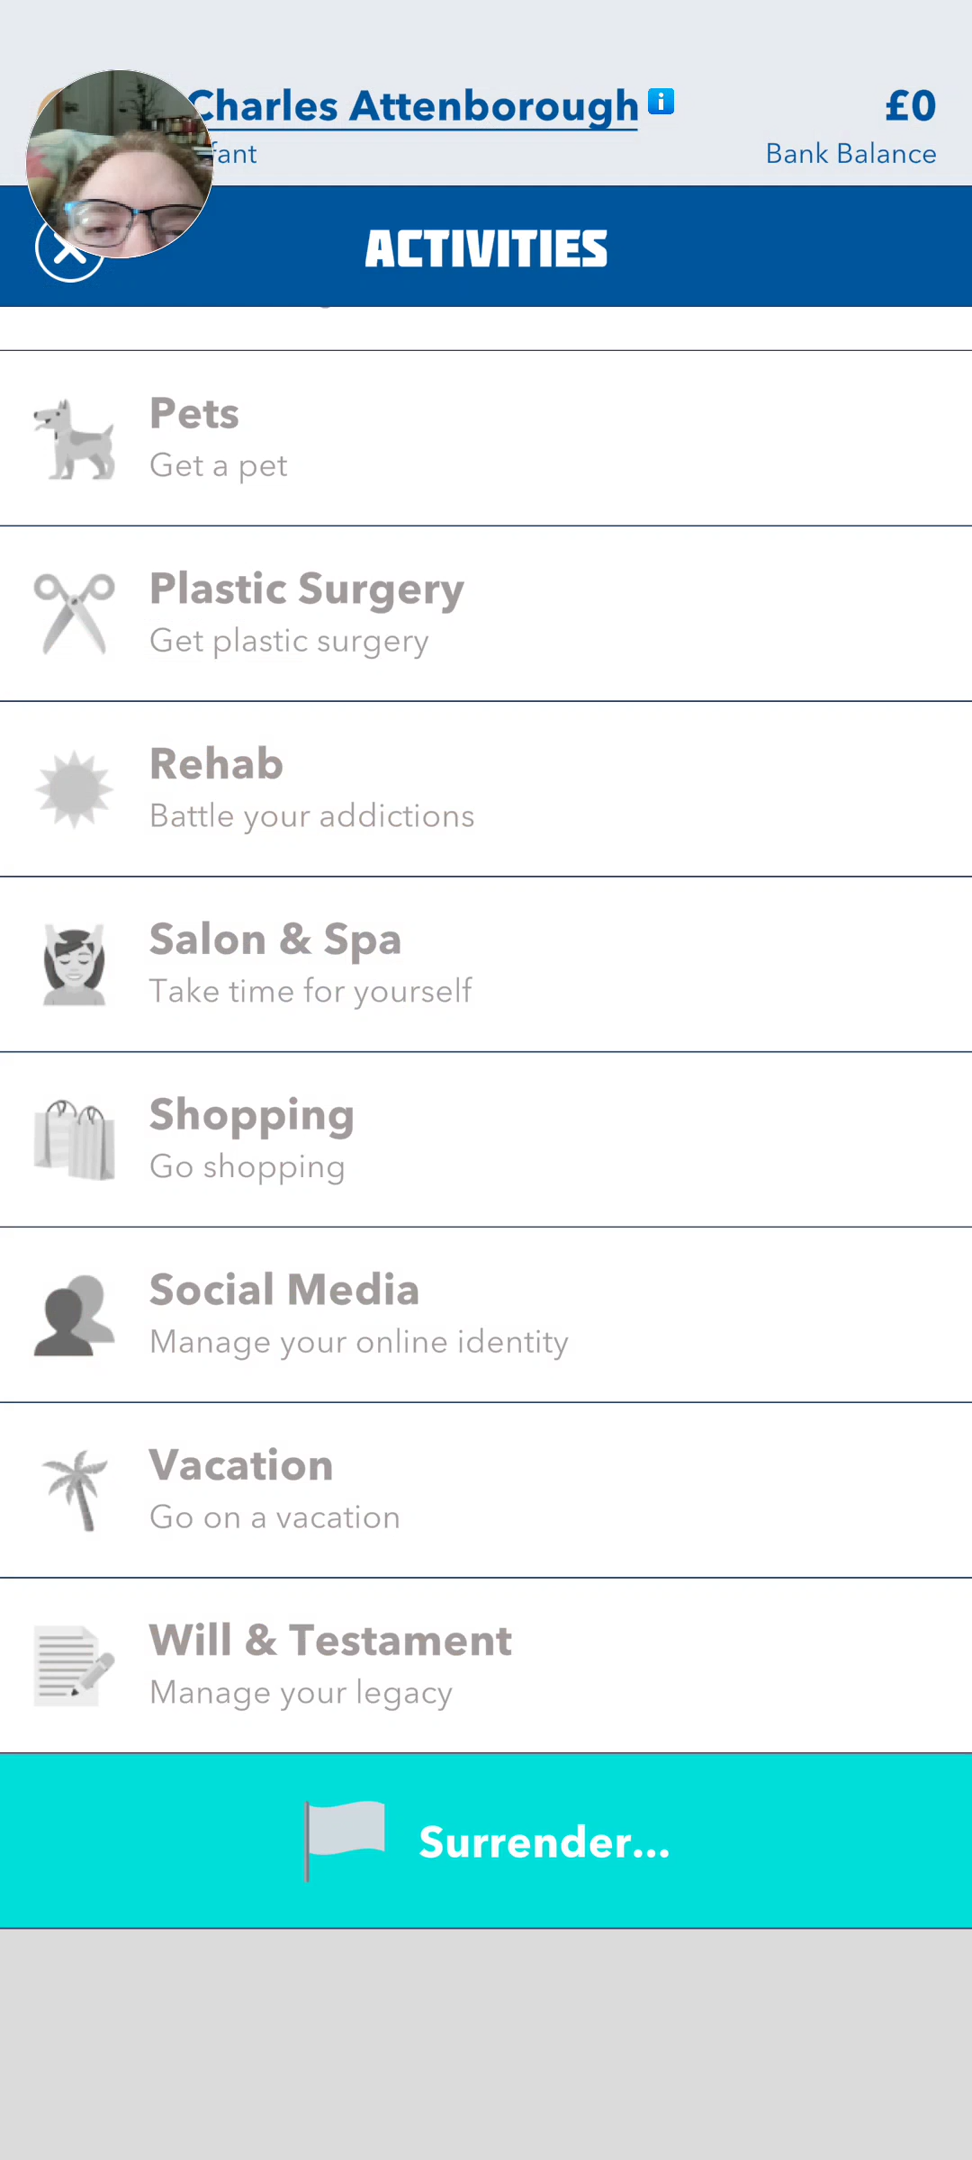 Charles Attenborough
£0
fant
Bank Balance
ACTIVITIES
Pets
Get a pet
Plastic Surgery
Get plastic surgery
Rehab
Battle your addictions
Salon & Spa
Take time for yourself
Shopping
Go shopping
Social Media
Manage your online identity
Vacation
Go on a vacation
Will & Testament
Manage your legacy
Surrender...